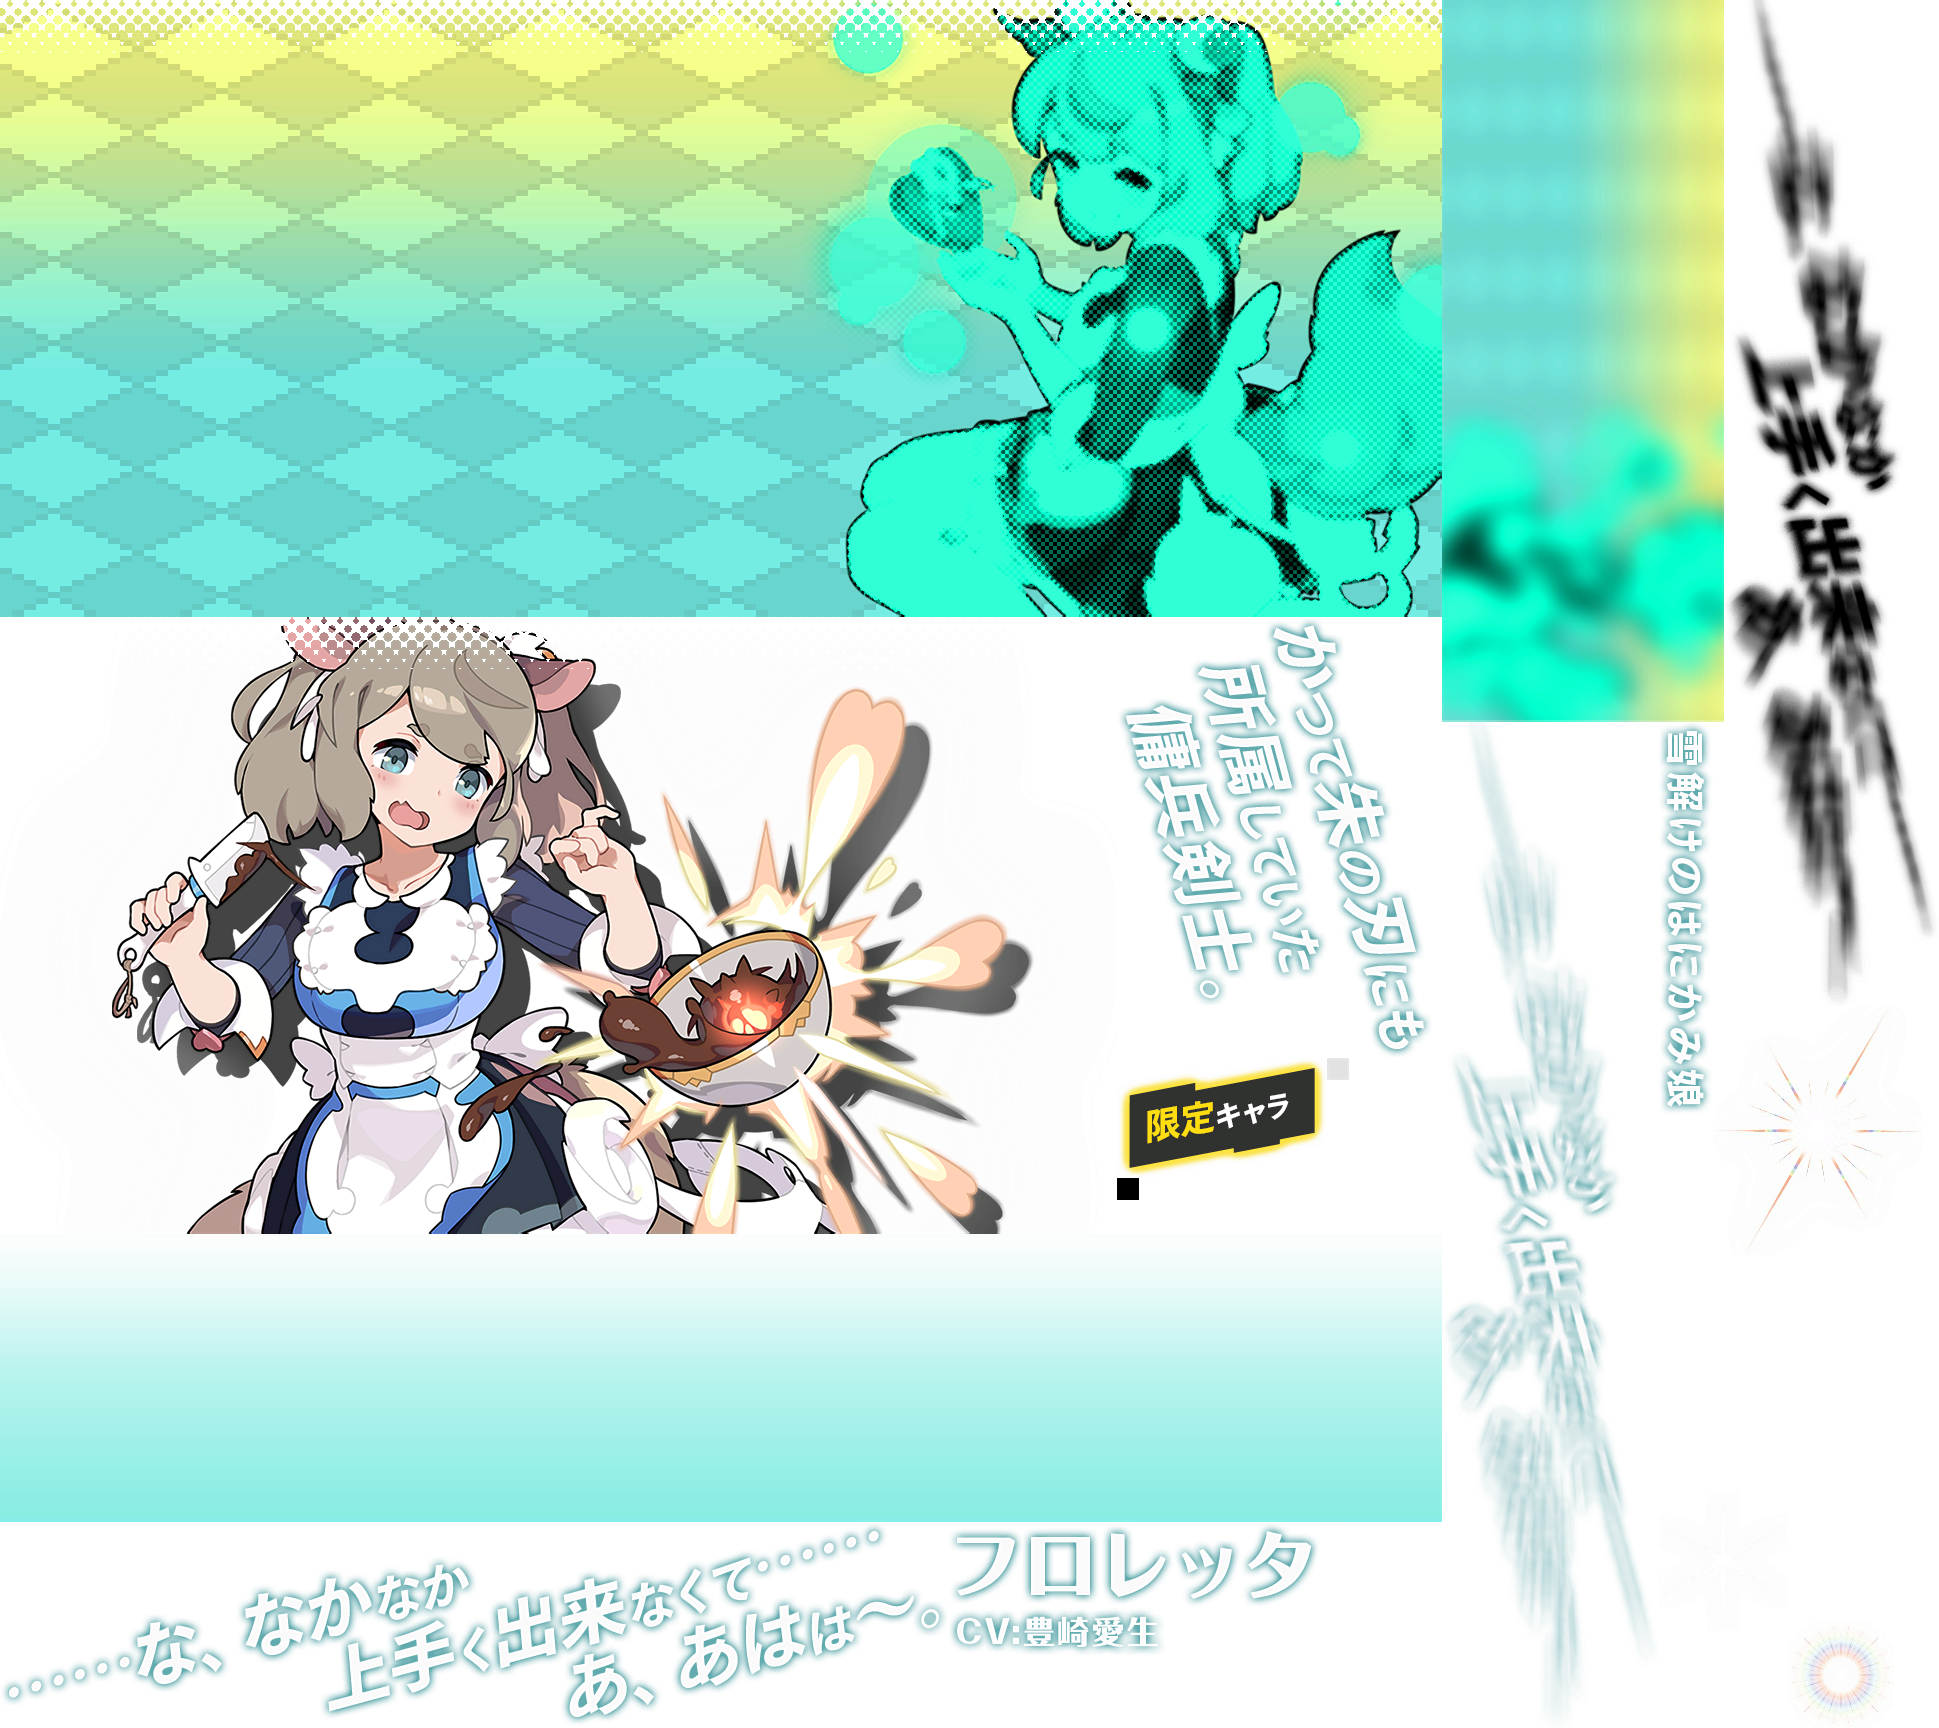 かつて朱の刃にも
所属していた
傭兵剣士。
限定キャラ
雪解けのはにかみ娘
……な、なかなか
上手く出来なくて……
あ、あはは〜。
フロレッタ
CV:豊崎愛生